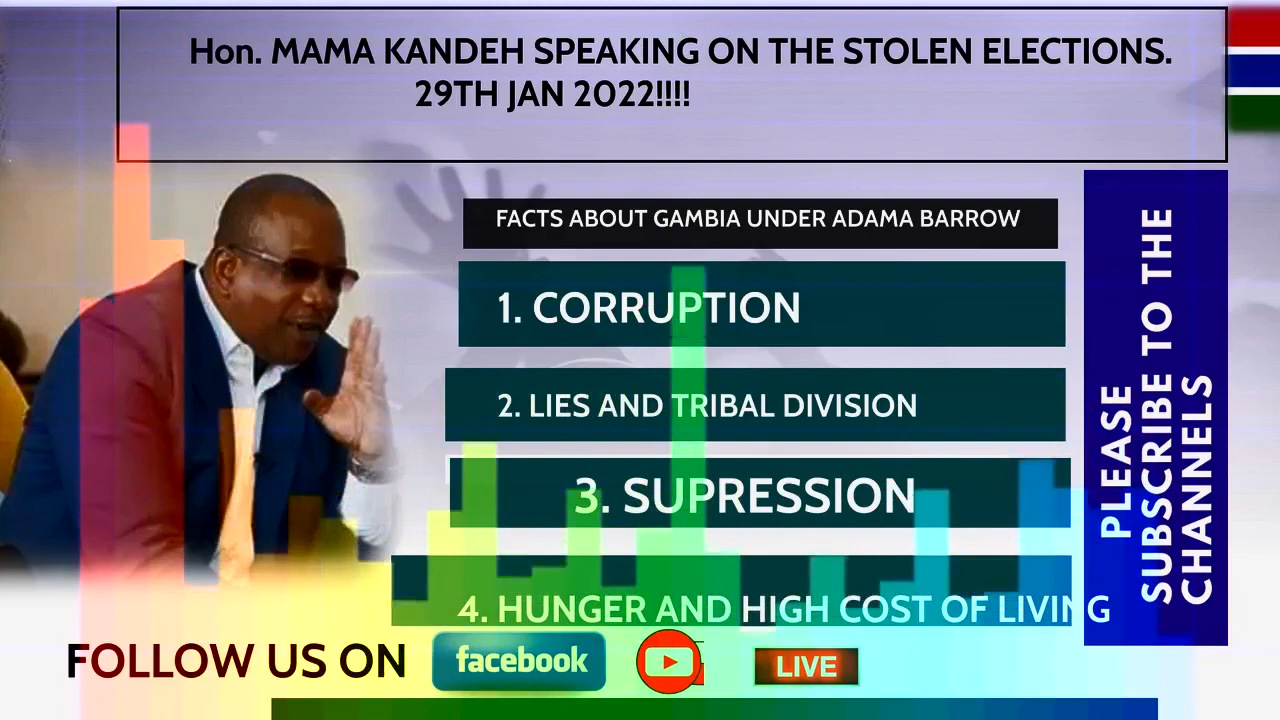 Hon. MAMA KANDEH SPEAKING ON THE STOLEN ELECTIONS.
29TH JAN 2022!!!!
FACTS ABOUT GAMBIA UNDER ADAMA BARROW
1. CORRUPTION
2. LIES AND TRIBAL DIVISION
3. SUPRESSION
4. HUNGER AND HIGH COST OF LIVING
PLEASE
SUBSCRIBE TO THE
CHANNELS
FOLLOW US ON
facebook
LIVE